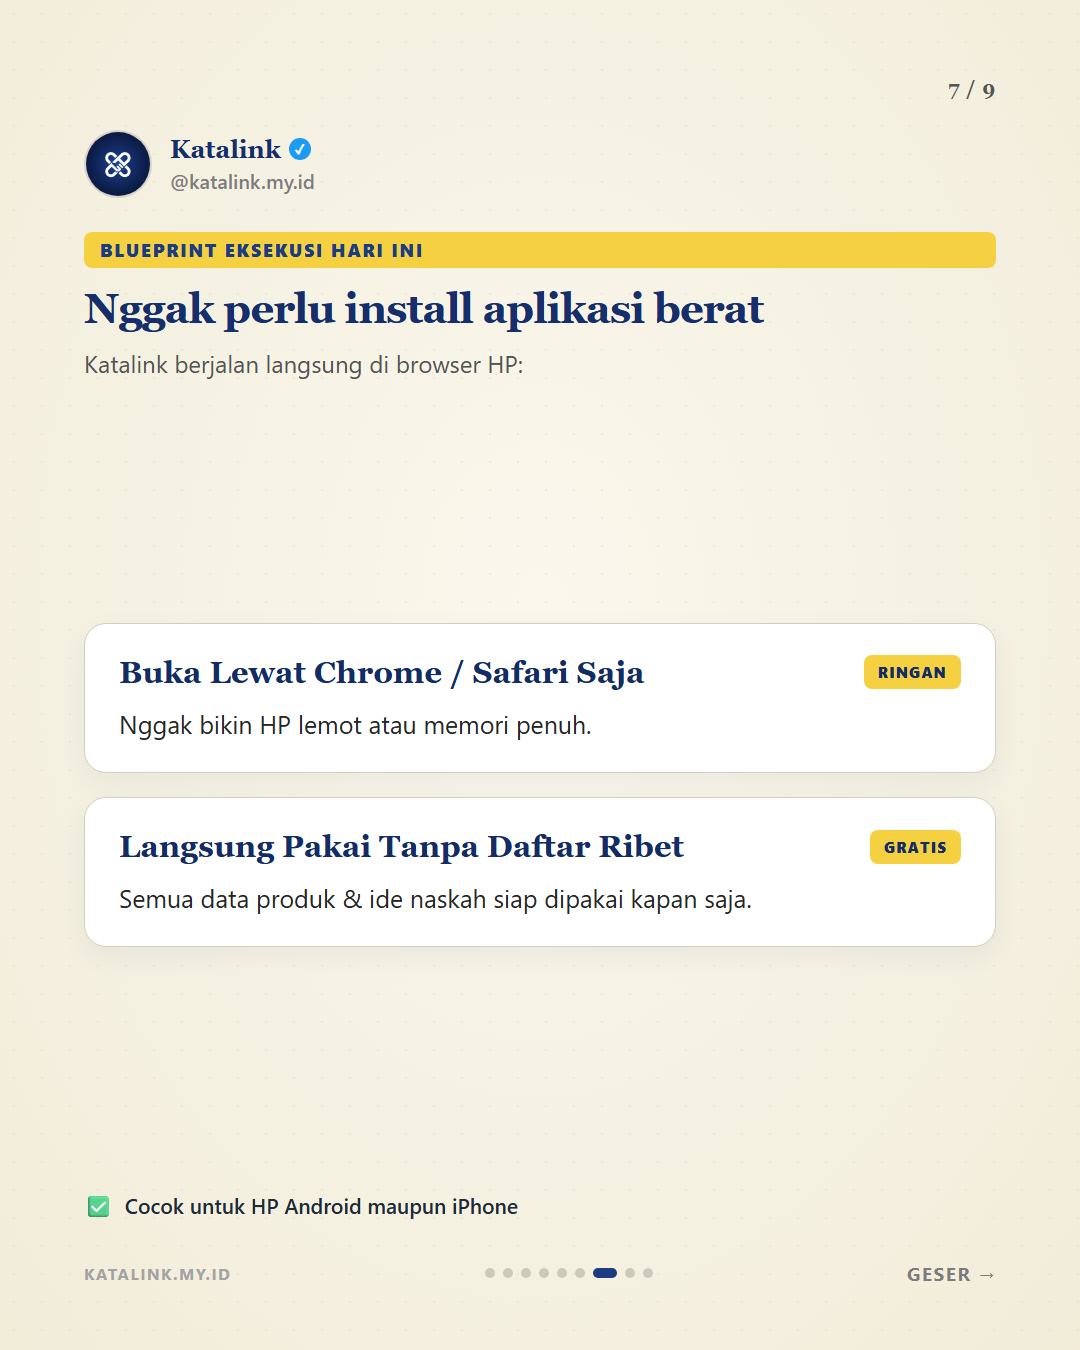 7 / 9
Katalink
@katalink.my.id
BLUEPRINT EKSEKUSI HARI INI
Nggak perlu install aplikasi berat
Katalink berjalan langsung di browser HP:
Buka Lewat Chrome / Safari Saja
RINGAN
Nggak bikin HP lemot atau memori penuh.
Langsung Pakai Tanpa Daftar Ribet
GRATIS
Semua data produk & ide naskah siap dipakai kapan saja.
✅ Cocok untuk HP Android maupun iPhone
KATALINK.MY.ID
GESER →